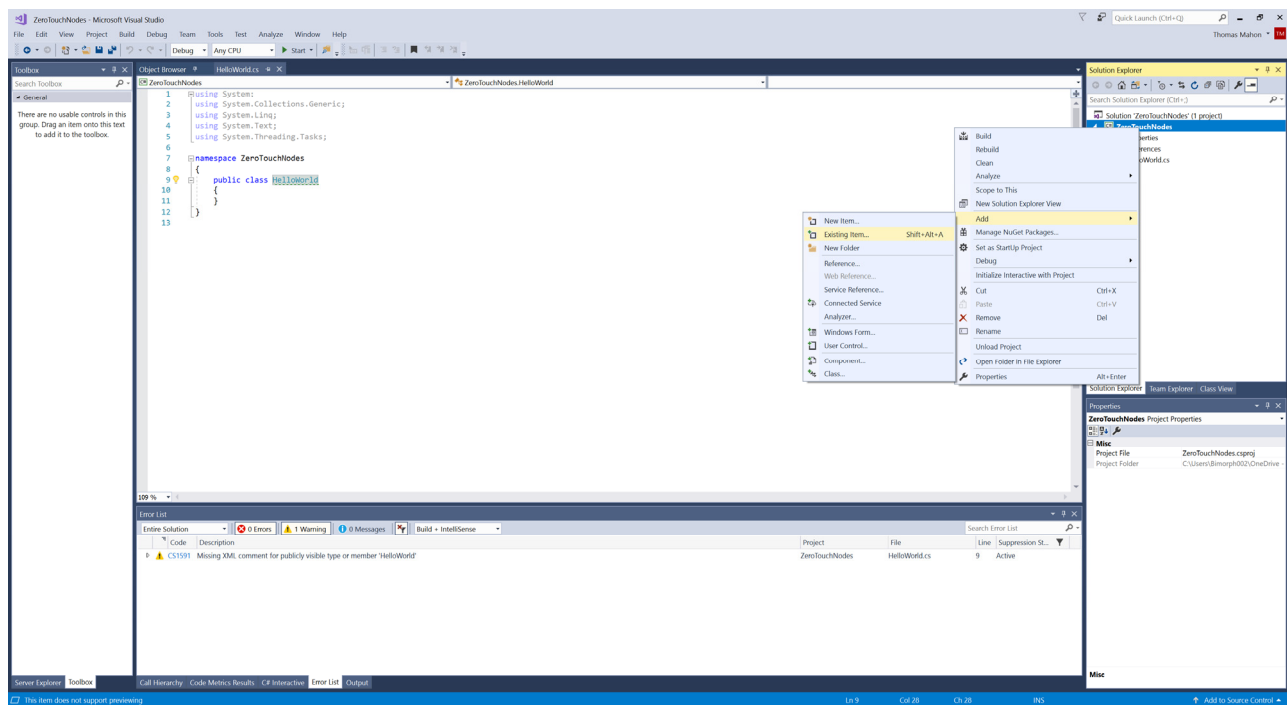 ZeroTouchNodes - Microsoft Visual Studio
Quick Launch (Ctrl+Q)
File Edit View Project Build Debug Team Tools Test Analyze Window Help
Thomas Mahon TM
Debug Any CPU Start
Toolbox
Search Toolbox
General
There are no usable controls in this
group. Drag an item onto this text
to add it to the toolbox.
Object Browser HelloWorld.cs
ZeroTouchNodes ZeroTouchNodes.HelloWorld
1 using System;
2 using System.Collections.Generic;
3 using System.Linq;
4 using System.Text;
5 using System.Threading.Tasks;
6
7 namespace ZeroTouchNodes
8 {
9 public class HelloWorld
10 {
11 }
12 }
13
New Item...
Existing Item... Shift+Alt+A
New Folder
Reference...
Web Reference...
Service Reference...
Connected Service
Analyzer...
Windows Form...
User Control...
Component...
Class...
Build
Rebuild
Clean
Analyze
Scope to This
New Solution Explorer View
Add
Manage NuGet Packages...
Set as StartUp Project
Debug
Initialize Interactive with Project
Cut Ctrl+X
Paste Ctrl+V
Remove Del
Rename
Unload Project
Open Folder in File Explorer
Properties Alt+Enter
Solution Explorer
Search Solution Explorer (Ctrl+;)
Solution 'ZeroTouchNodes' (1 project)
ZeroTouchNodes
perties
rences
oWorld.cs
Solution Explorer Team Explorer Class View
Properties
ZeroTouchNodes Project Properties
Misc
Project File ZeroTouchNodes.csproj
Project Folder C:\Users\Bimorph002\OneDrive -
Misc
109 %
Error List
Entire Solution 0 Errors 1 Warning 0 Messages Build + IntelliSense Search Error List
Code Description Project File Line Suppression St...
CS1591 Missing XML comment for publicly visible type or member 'HelloWorld' ZeroTouchNodes HelloWorld.cs 9 Active
Server Explorer Toolbox
Call Hierarchy Code Metrics Results C# Interactive Error List Output
This item does not support previewing Ln 9 Col 28 Ch 28 INS Add to Source Control